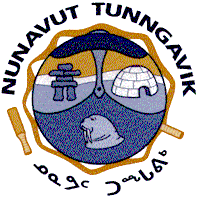 NUNAVUT TUNNGAVIK
ᓄᓇᕗᑦ ᑐᙵᕕᒃ